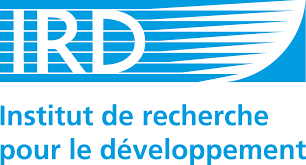 IRD
Institut de recherche
pour le développement